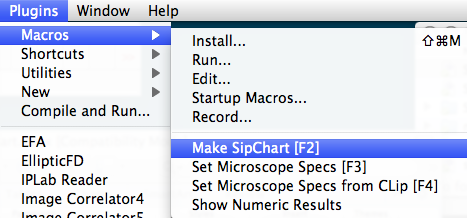 Plugins Window Help
Macros
Shortcuts
Utilities
New
Compile and Run...
EFA
EllipticFD
IPLab Reader
Image Correlator4
Image Correlator5
Install... ⇧⌘M
Run...
Edit...
Startup Macros...
Record...
Make SipChart [F2]
Set Microscope Specs [F3]
Set Microscope Specs from CLip [F4]
Show Numeric Results